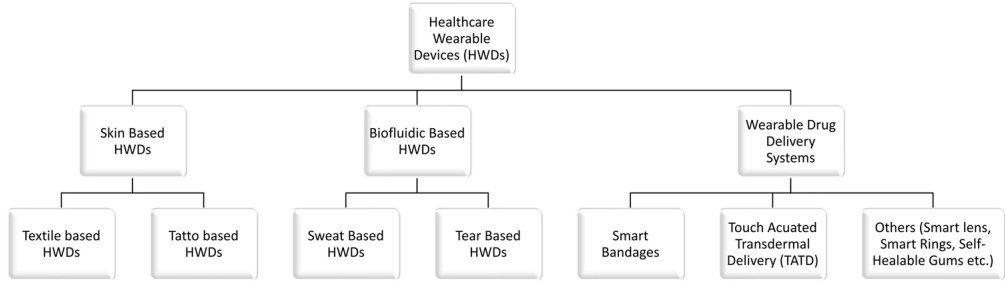 Healthcare
Wearable
Devices (HWDs)
Skin Based
HWDs
Biofluidic Based
HWDs
Wearable Drug
Delivery
Systems
Textile based
HWDs
Tatto based
HWDs
Sweat Based
HWDs
Tear Based
HWDs
Smart
Bandages
Touch Acuated
Transdermal
Delivery (TATD)
Others (Smart lens,
Smart Rings, Self-
Healable Gums etc.)